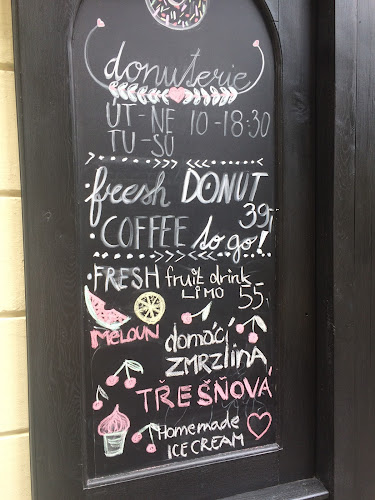 donuterie
ÚT-NE 10-18:30
TU-SU
fresh DONUT
39,-
COFFEE to go!
FRESH fruit drink
LIMO 55,-
MELOUN
domácí
ZMRZLINA
TŘEŠŇOVÁ
Homemade
ICE CREAM